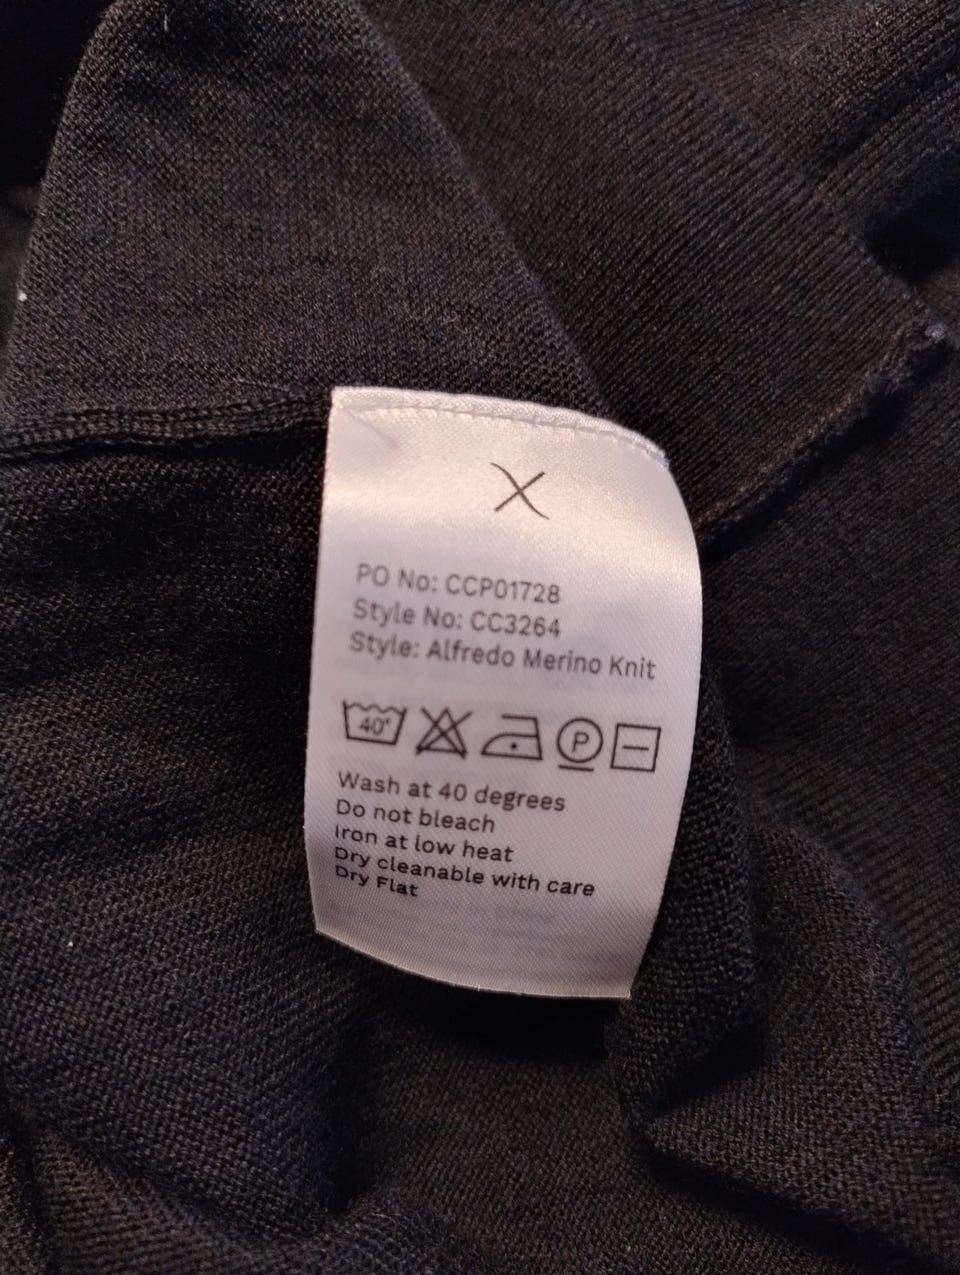 X
PO No: CCP01728
Style No: CC3264
Style: Alfredo Merino Knit
40° P
Wash at 40 degrees
Do not bleach
Iron at low heat
Dry cleanable with care
Dry Flat